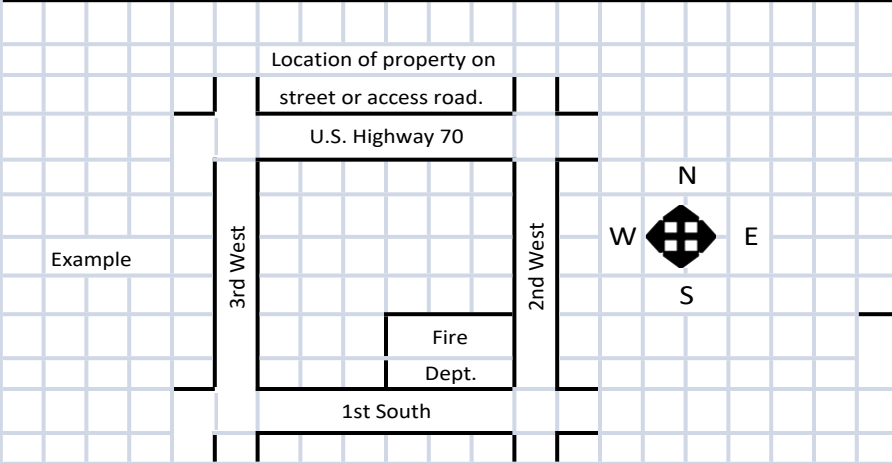 Location of property on
street or access road.
U.S. Highway 70
N
W
E
S
Example
3rd West
2nd West
Fire
Dept.
1st South